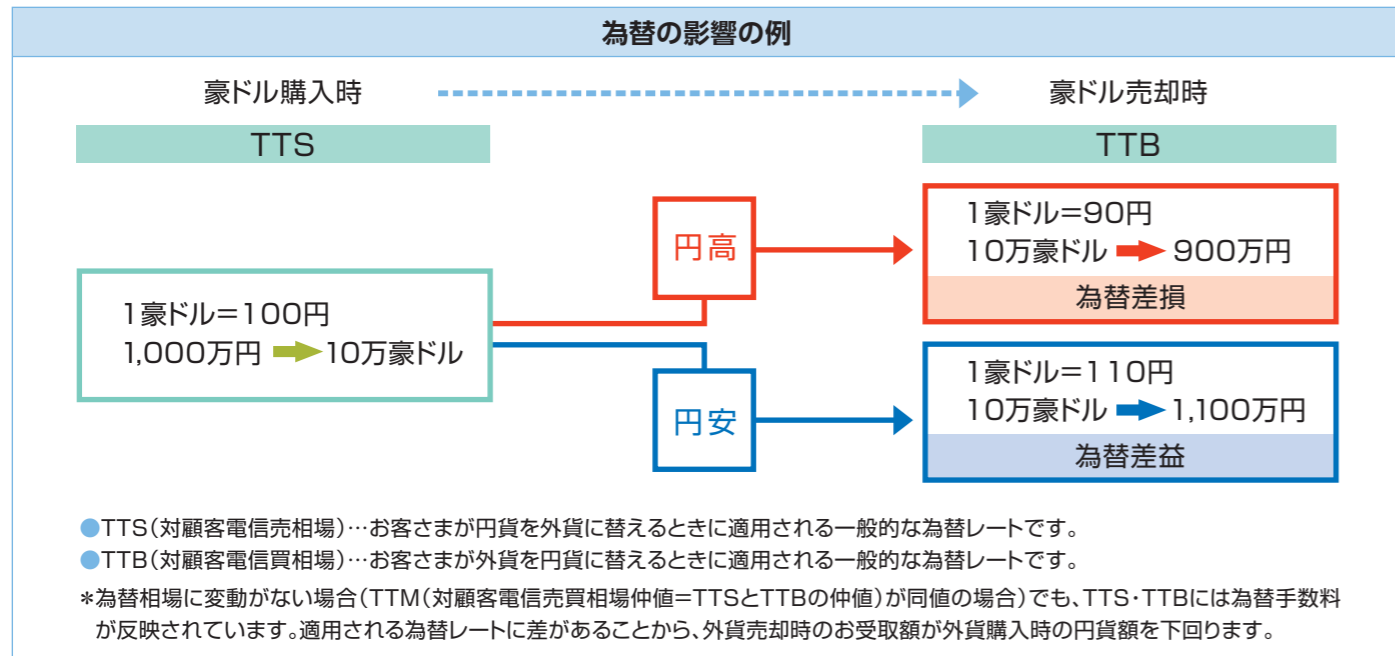 為替の影響の例
豪ドル購入時
豪ドル売却時
TTS
TTB
1豪ドル=100円
1,000万円 10万豪ドル
円高
1豪ドル=90円
10万豪ドル 900万円
為替差損
円安
1豪ドル=110円
10万豪ドル 1,100万円
為替差益
●TTS(対顧客電信売相場)…お客さまが円貨を外貨に替えるときに適用される一般的な為替レートです。
●TTB(対顧客電信買相場)…お客さまが外貨を円貨に替えるときに適用される一般的な為替レートです。
*為替相場に変動がない場合(TTM(対顧客電信売買相場仲値=TTSとTTBの仲値)が同値の場合)でも、TTS・TTBには為替手数料
が反映されています。適用される為替レートに差があることから、外貨売却時のお受取額が外貨購入時の円貨額を下回ります。